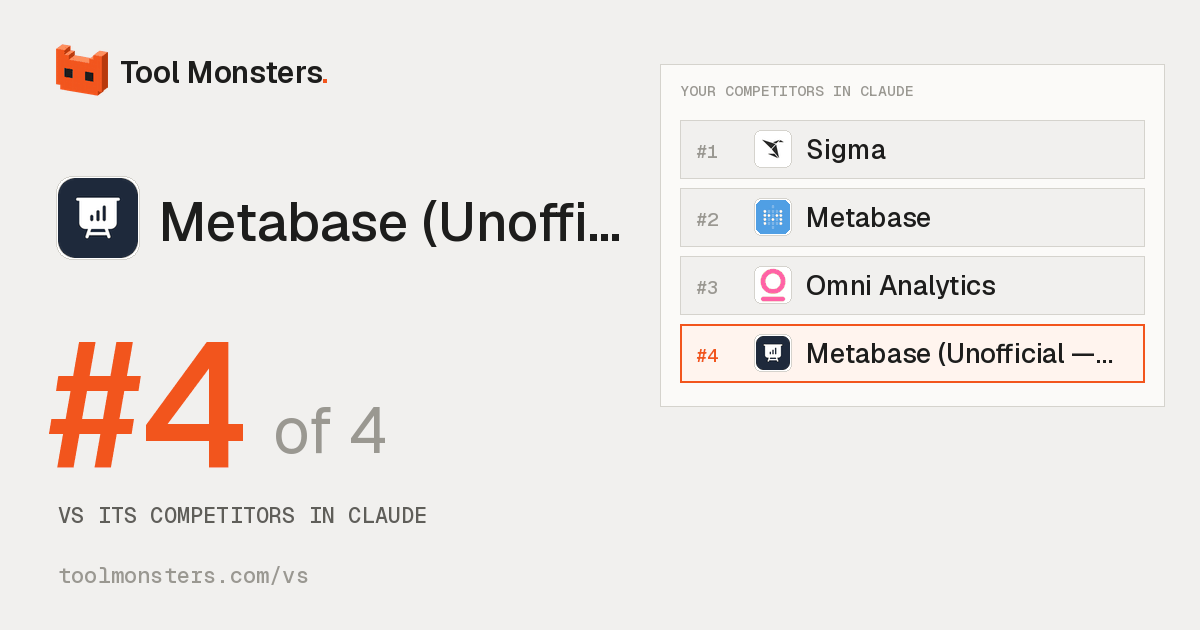 Tool Monsters.
Metabase (Unoffi...
#4 of 4
VS ITS COMPETITORS IN CLAUDE
toolmonsters.com/vs
YOUR COMPETITORS IN CLAUDE
#1 Sigma
#2 Metabase
#3 Omni Analytics
#4 Metabase (Unofficial —...